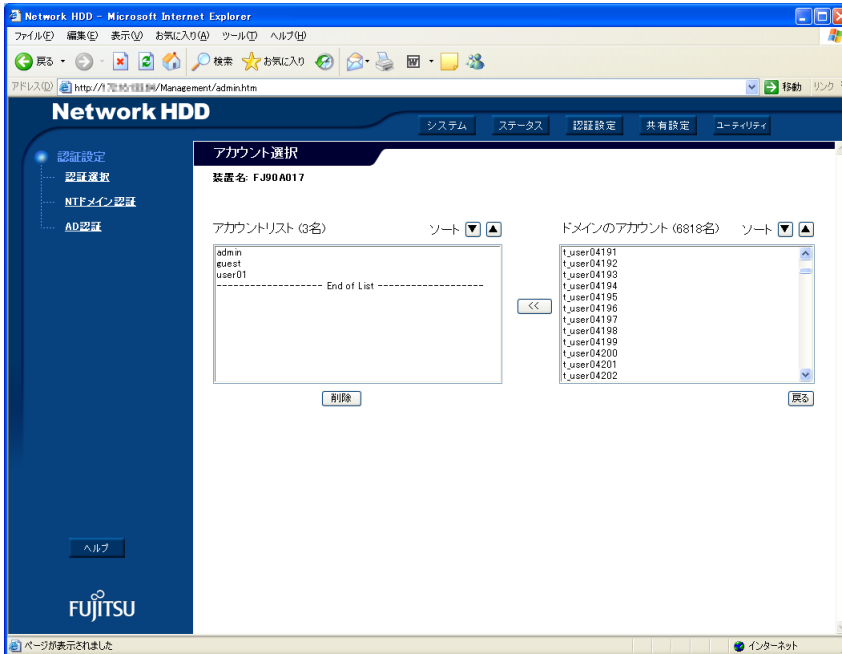 Network HDD - Microsoft Internet Explorer
ファイル(F) 編集(E) 表示(V) お気に入り(A) ツール(T) ヘルプ(H)
戻る 検索 お気に入り
アドレス(D) http:// /Management/admin.htm 移動 リンク
Network HDD
システム ステータス 認証設定 共有設定 ユーティリティ
認証設定
認証選択
NTドメイン認証
AD認証
アカウント選択
装置名: FJ90A017
アカウントリスト (3名) ソート ▼ ▲
admin
guest
user01
------------------- End of List -------------------
削除
<<
ドメインのアカウント (6818名) ソート ▼ ▲
t_user04191
t_user04192
t_user04193
t_user04194
t_user04195
t_user04196
t_user04197
t_user04198
t_user04199
t_user04200
t_user04201
t_user04202
戻る
ヘルプ
FUJITSU
ページが表示されました インターネット